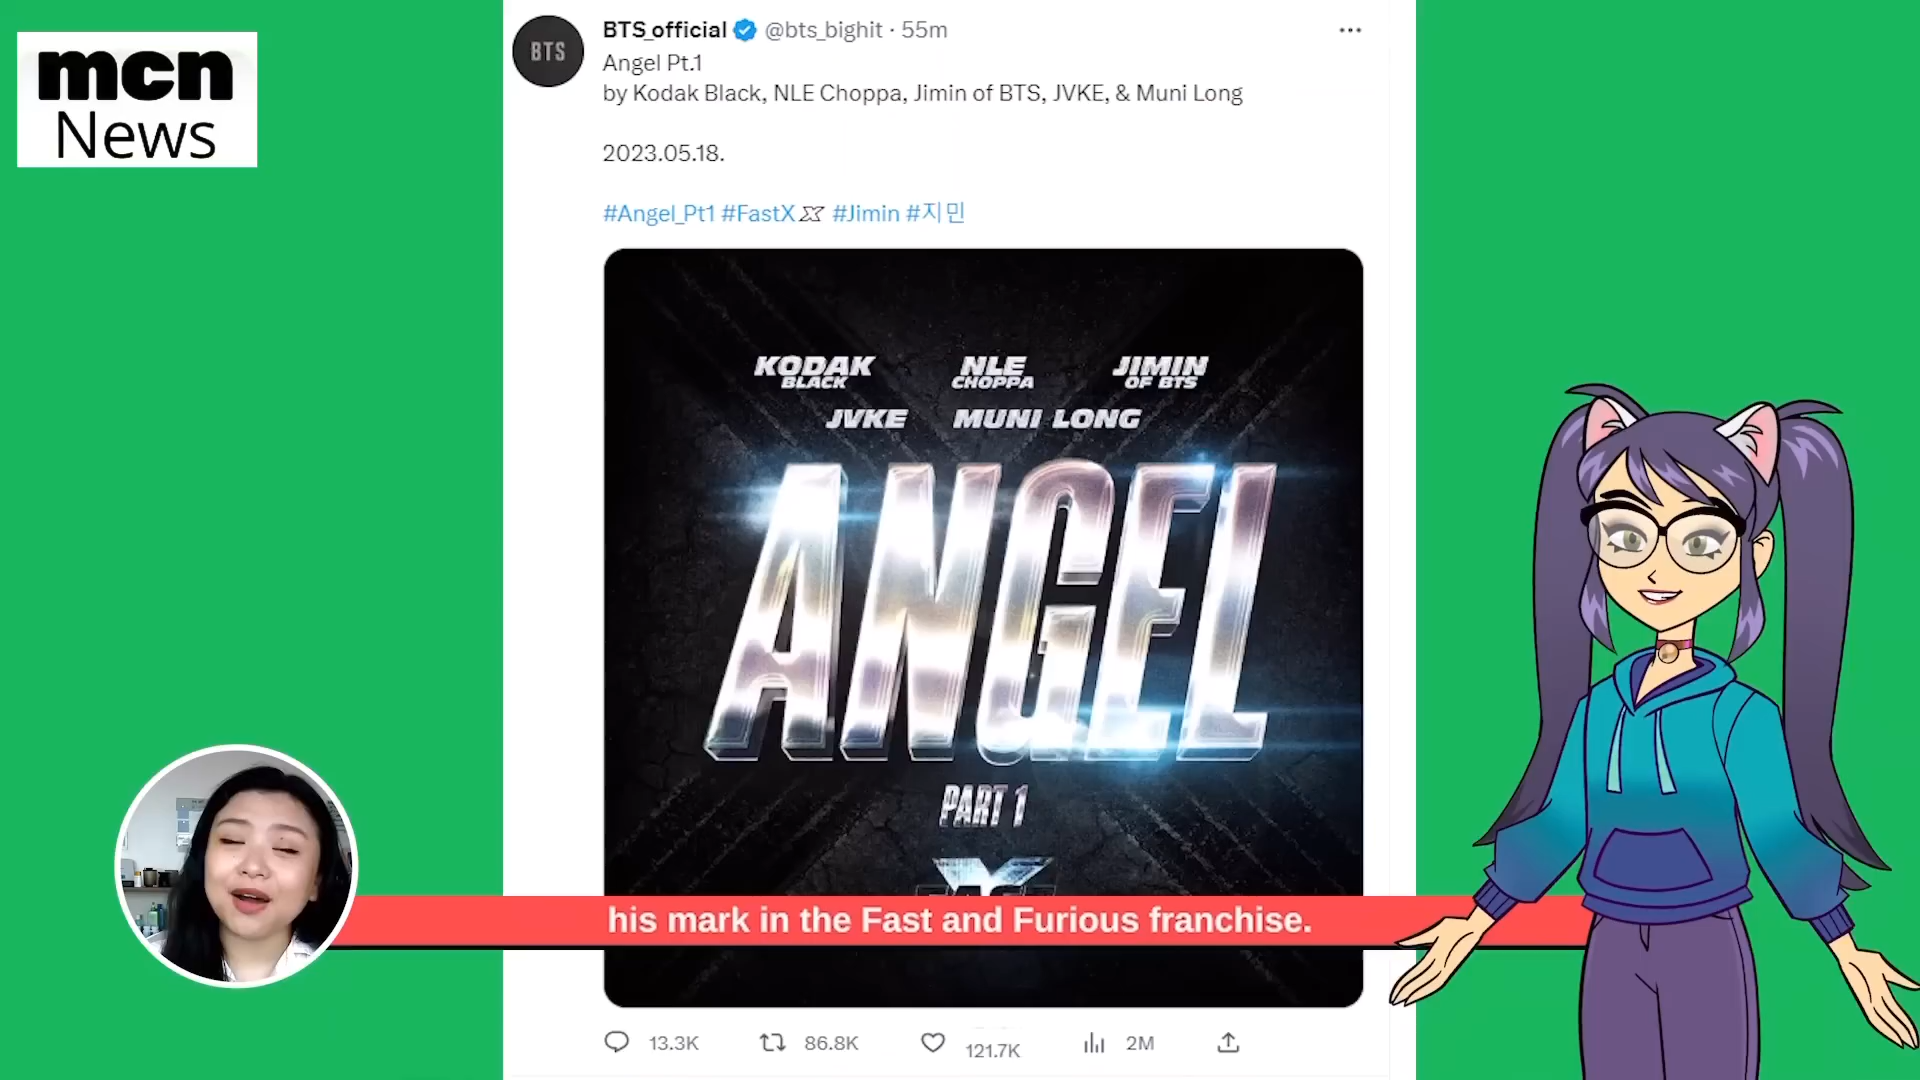 mcn
News
BTS
BTS_official @bts_bighit · 55m
Angel Pt.1
by Kodak Black, NLE Choppa, Jimin of BTS, JVKE, & Muni Long
2023.05.18.
#Angel_Pt1 #FastX #Jimin #지민
KODAK BLACK NLE CHOPPA JIMIN OF BTS
JVKE MUNI LONG
ANGEL
PART 1
his mark in the Fast and Furious franchise.
13.3K 86.8K 121.7K 2M